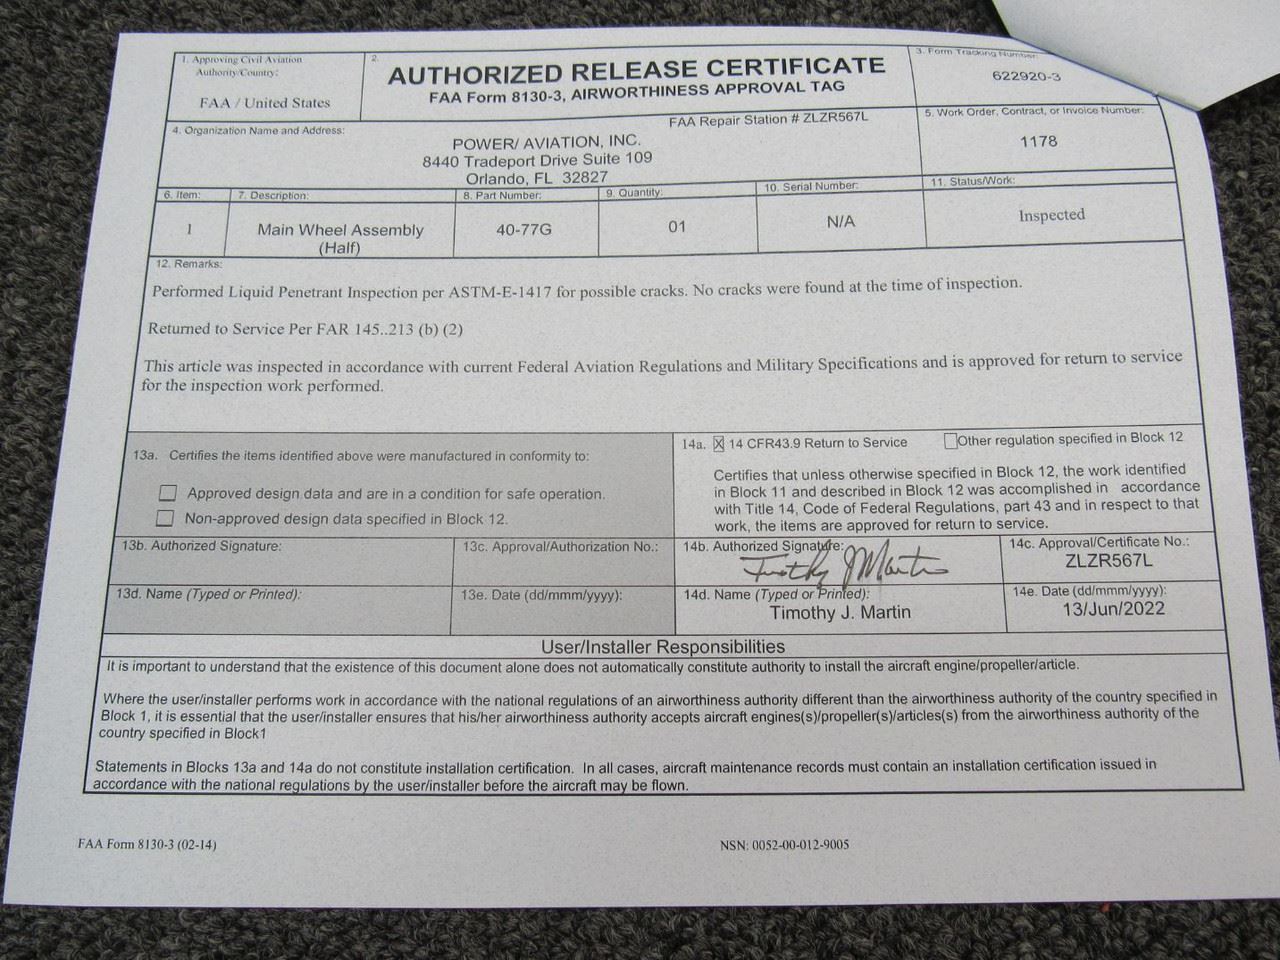 1. Approving Civil Aviation
Authority/Country:
FAA / United States
2.
AUTHORIZED RELEASE CERTIFICATE
FAA Form 8130-3, AIRWORTHINESS APPROVAL TAG
3. Form Tracking Number:
622920-3
4. Organization Name and Address:
FAA Repair Station # ZLZR567L
POWER/ AVIATION, INC.
8440 Tradeport Drive Suite 109
Orlando, FL 32827
5. Work Order, Contract, or Invoice Number:
1178
6. Item:
7. Description:
8. Part Number:
9. Quantity:
10. Serial Number:
11. Status/Work:
1
Main Wheel Assembly
(Half)
40-77G
01
N/A
Inspected
12. Remarks:
Performed Liquid Penetrant Inspection per ASTM-E-1417 for possible cracks. No cracks were found at the time of inspection.
Returned to Service Per FAR 145..213 (b) (2)
This article was inspected in accordance with current Federal Aviation Regulations and Military Specifications and is approved for return to service
for the inspection work performed.
13a. Certifies the items identified above were manufactured in conformity to:
Approved design data and are in a condition for safe operation.
Non-approved design data specified in Block 12.
14a. X 14 CFR43.9 Return to Service
Other regulation specified in Block 12
Certifies that unless otherwise specified in Block 12, the work identified
in Block 11 and described in Block 12 was accomplished in accordance
with Title 14, Code of Federal Regulations, part 43 and in respect to that
work, the items are approved for return to service.
13b. Authorized Signature:
13c. Approval/Authorization No.:
14b. Authorized Signature:
Timothy J Martin
14c. Approval/Certificate No.:
ZLZR567L
13d. Name (Typed or Printed):
13e. Date (dd/mmm/yyyy):
14d. Name (Typed or Printed):
Timothy J. Martin
14e. Date (dd/mmm/yyyy):
13/Jun/2022
User/Installer Responsibilities
It is important to understand that the existence of this document alone does not automatically constitute authority to install the aircraft engine/propeller/article.
Where the user/installer performs work in accordance with the national regulations of an airworthiness authority different than the airworthiness authority of the country specified in
Block 1, it is essential that the user/installer ensures that his/her airworthiness authority accepts aircraft engines(s)/propeller(s)/articles(s) from the airworthiness authority of the
country specified in Block1
Statements in Blocks 13a and 14a do not constitute installation certification. In all cases, aircraft maintenance records must contain an installation certification issued in
accordance with the national regulations by the user/installer before the aircraft may be flown.
FAA Form 8130-3 (02-14)
NSN: 0052-00-012-9005